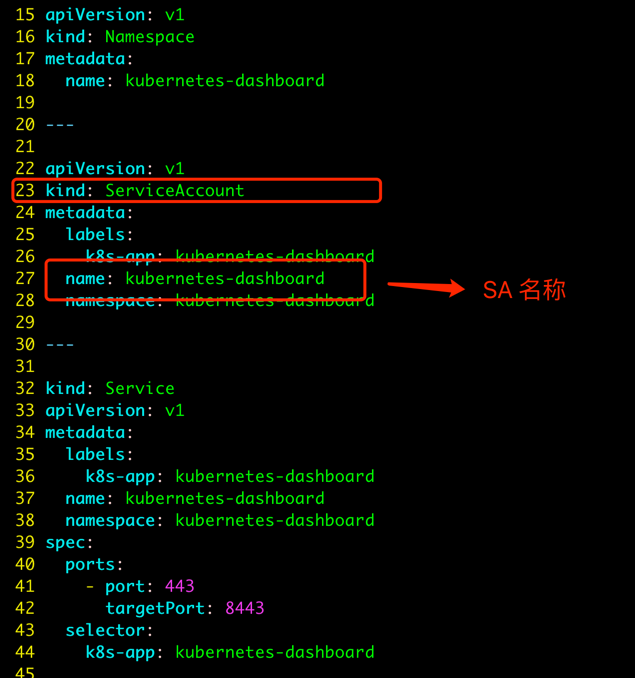 15 apiVersion: v1
16 kind: Namespace
17 metadata:
18   name: kubernetes-dashboard
19
20 ---
21
22 apiVersion: v1
23 kind: ServiceAccount
24 metadata:
25   labels:
26     k8s-app: kubernetes-dashboard
27   name: kubernetes-dashboard
SA 名称
28   namespace: kubernetes-dashboard
29
30 ---
31
32 kind: Service
33 apiVersion: v1
34 metadata:
35   labels:
36     k8s-app: kubernetes-dashboard
37   name: kubernetes-dashboard
38   namespace: kubernetes-dashboard
39 spec:
40   ports:
41     - port: 443
42       targetPort: 8443
43   selector:
44     k8s-app: kubernetes-dashboard
45